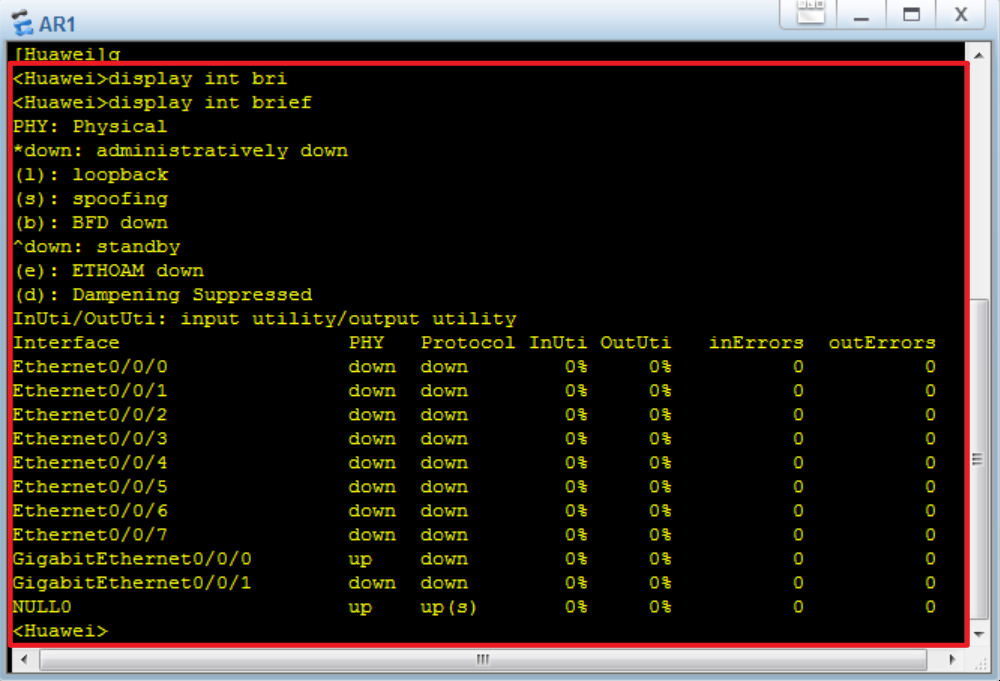 AR1
[Huawei]q
<Huawei>display int bri
<Huawei>display int brief
PHY: Physical
*down: administratively down
(l): loopback
(s): spoofing
(b): BFD down
^down: standby
(e): ETHOAM down
(d): Dampening Suppressed
InUti/OutUti: input utility/output utility
Interface PHY Protocol InUti OutUti inErrors outErrors
Ethernet0/0/0 down down 0% 0% 0 0
Ethernet0/0/1 down down 0% 0% 0 0
Ethernet0/0/2 down down 0% 0% 0 0
Ethernet0/0/3 down down 0% 0% 0 0
Ethernet0/0/4 down down 0% 0% 0 0
Ethernet0/0/5 down down 0% 0% 0 0
Ethernet0/0/6 down down 0% 0% 0 0
Ethernet0/0/7 down down 0% 0% 0 0
GigabitEthernet0/0/0 up down 0% 0% 0 0
GigabitEthernet0/0/1 down down 0% 0% 0 0
NULL0 up up(s) 0% 0% 0 0
<Huawei>